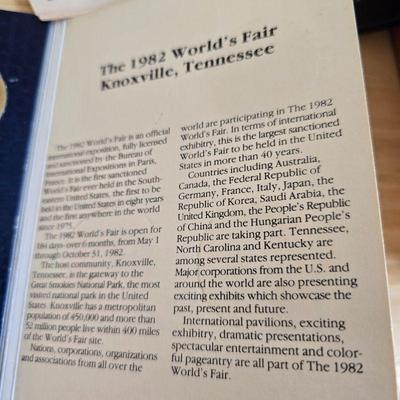 The 1982 World's Fair
Knoxville, Tennessee
The 1982 World's Fair is an official
international exposition, fully licensed
and sanctioned by the Bureau of
International Expositions in Paris,
France. It is the first sanctioned
World's Fair ever held in the South-
eastern United States, the first to be
held in the United States in eight years
and the first anywhere in the world
since 1975.
The 1982 World's Fair is open for
184 days-over 6 months, from May 1
through October 31, 1982.
The host community, Knoxville,
Tennessee, is the gateway to the
Great Smokies National Park, the most
visited national park in the United
States. Knoxville has a metropolitan
population of 450,000 and more than
52 million people live within 400 miles
of the World's Fair site.
Nations, corporations, organizations
and associations from all over the
world are participating in The 1982
World's Fair. In terms of international
exhibitry, this is the largest sanctioned
World's Fair to be held in the United
States in more than 40 years.
Countries including Australia,
Canada, the Federal Republic of
Germany, France, Italy, Japan, the
Republic of Korea, Saudi Arabia, the
United Kingdom, the People's Republic
of China and the Hungarian People's
Republic are taking part. Tennessee,
North Carolina and Kentucky are
among several states represented.
Major corporations from the U.S. and
around the world are also presenting
exciting exhibits which showcase the
past, present and future.
International pavilions, exciting
exhibitry, dramatic presentations,
spectacular entertainment and color-
ful pageantry are all part of The 1982
World's Fair.